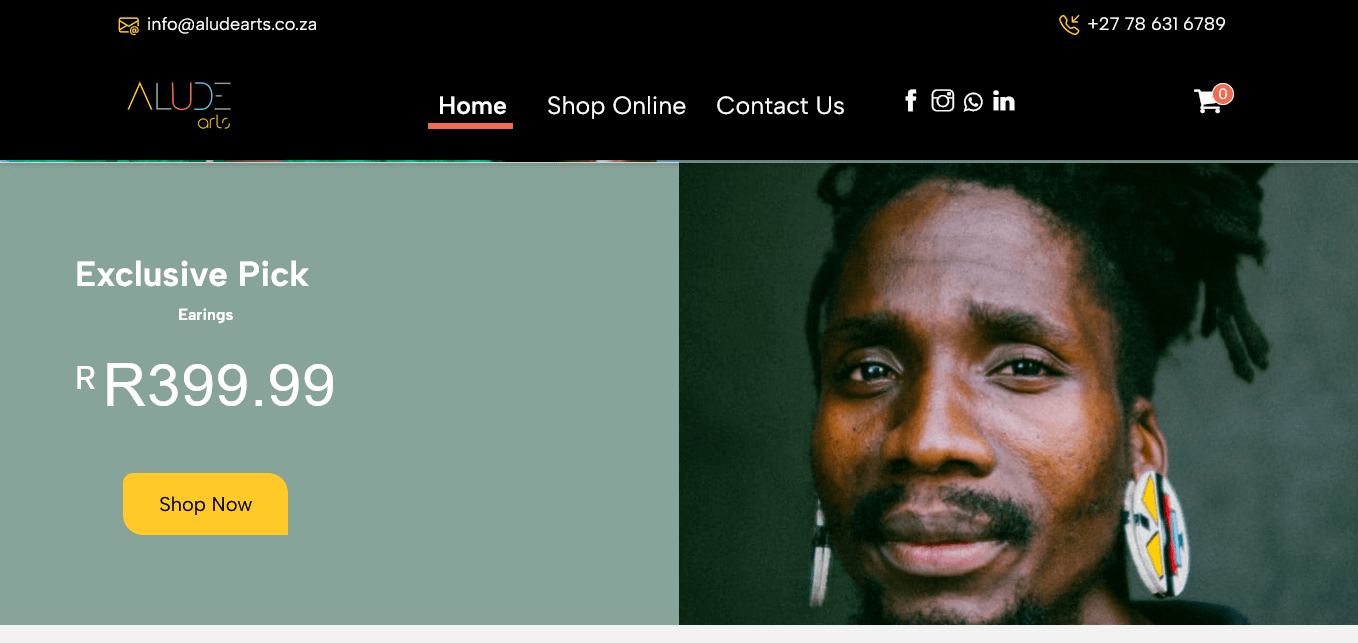 info@aludearts.co.za
+27 78 631 6789
ALUDE
arts
Home
Shop Online
Contact Us
0
Exclusive Pick
Earings
R R399.99
Shop Now